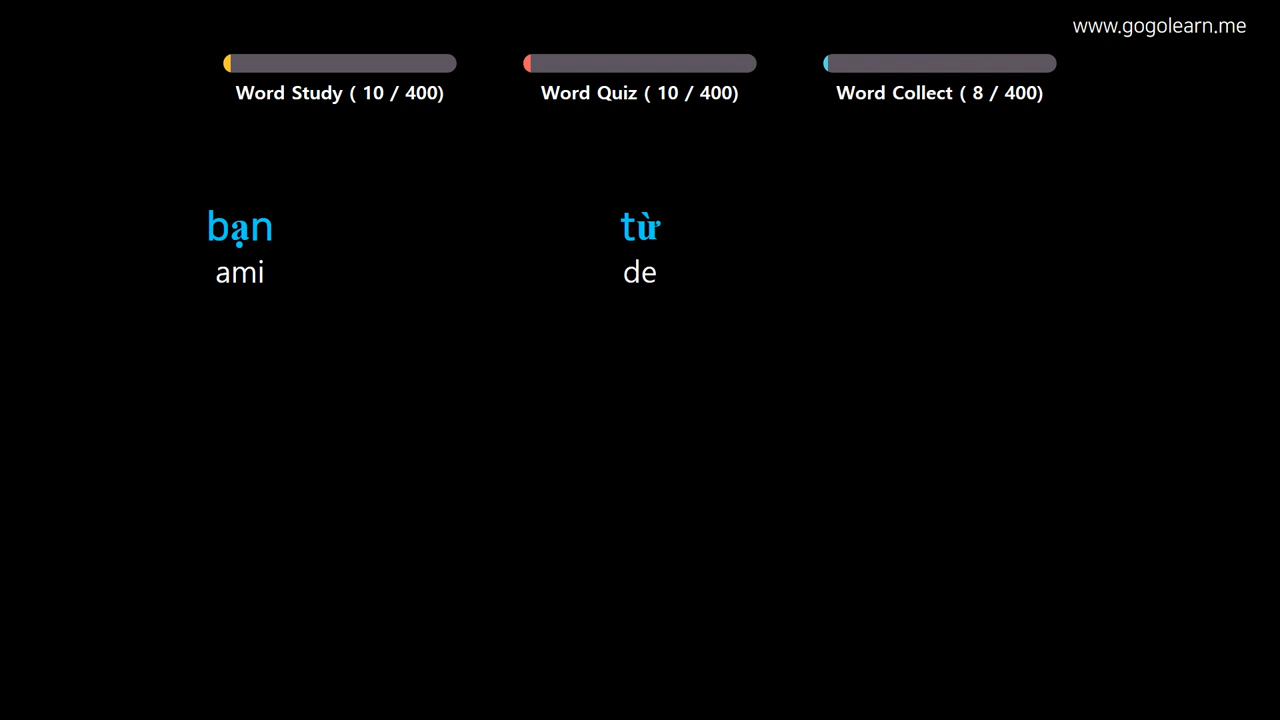 www.gogolearn.me
Word Study ( 10 / 400)
Word Quiz ( 10 / 400)
Word Collect ( 8 / 400)
bạn
ami
từ
de